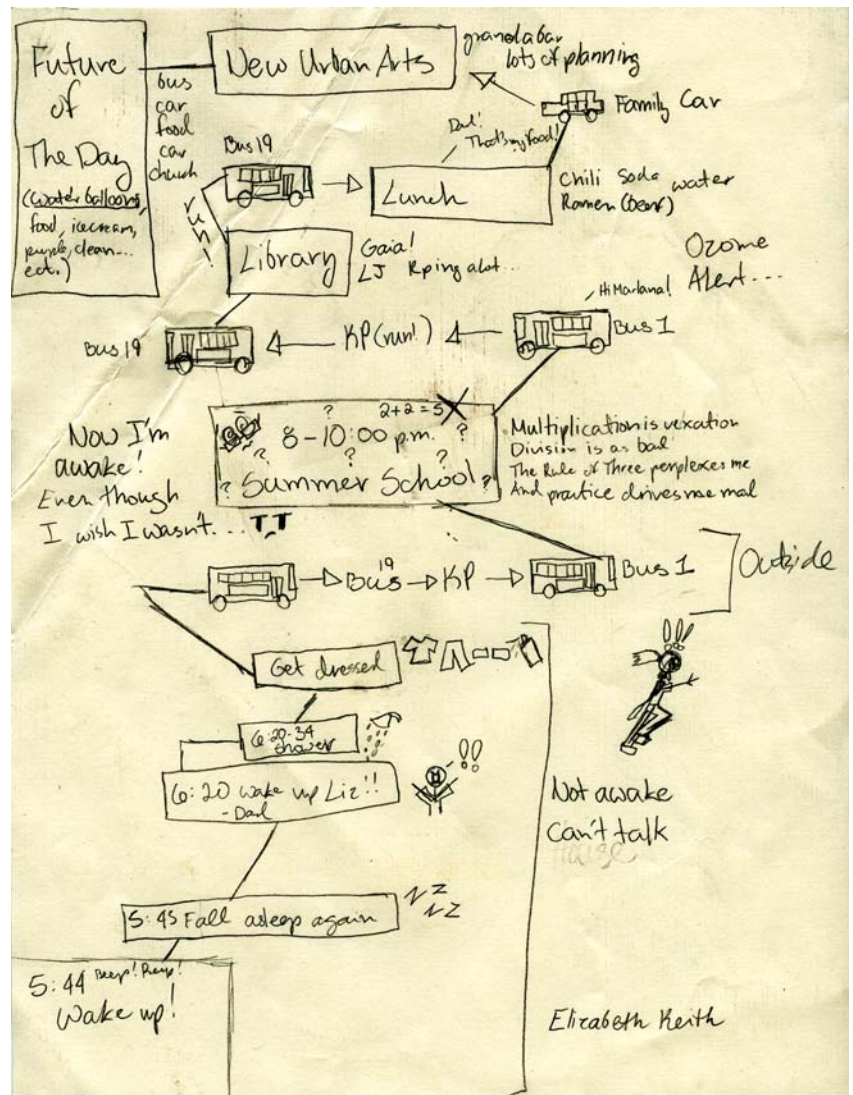 Future
of
The Day
(water balloons,
food, icecream,
purple, clean...
ect.)
bus
car
food
car
church
New Urban Arts
granola bar
lots of planning
Family Car
Dad!
That's my food!
Bus 19
run!
Lunch
Chili Soda water
Ramen (beef)
Library
Gaia!
LJ Rping alot...
Ozome
Alert...
Hi Marlana!
Bus 19
KP (run!)
Bus 1
Now I'm
awake!
Even though
I wish I wasn't... T_T
2+2=5
? ? ? ? ? ? ?
8-10:00 p.m.
Summer School
Multiplication is vexation
Division is as bad
The Rule of Three perplexes me
And practice drives me mad
Bus 19
KP
Bus 1
Outside
Get dressed
6:20-34
shower
6:20 wake up Liz!!
-Dad
!!
!!
Not awake
Can't talk
House
5:45 Fall asleep again
zz
zz
5:44 Beep! Beep!
Wake up!
Elizabeth Keith